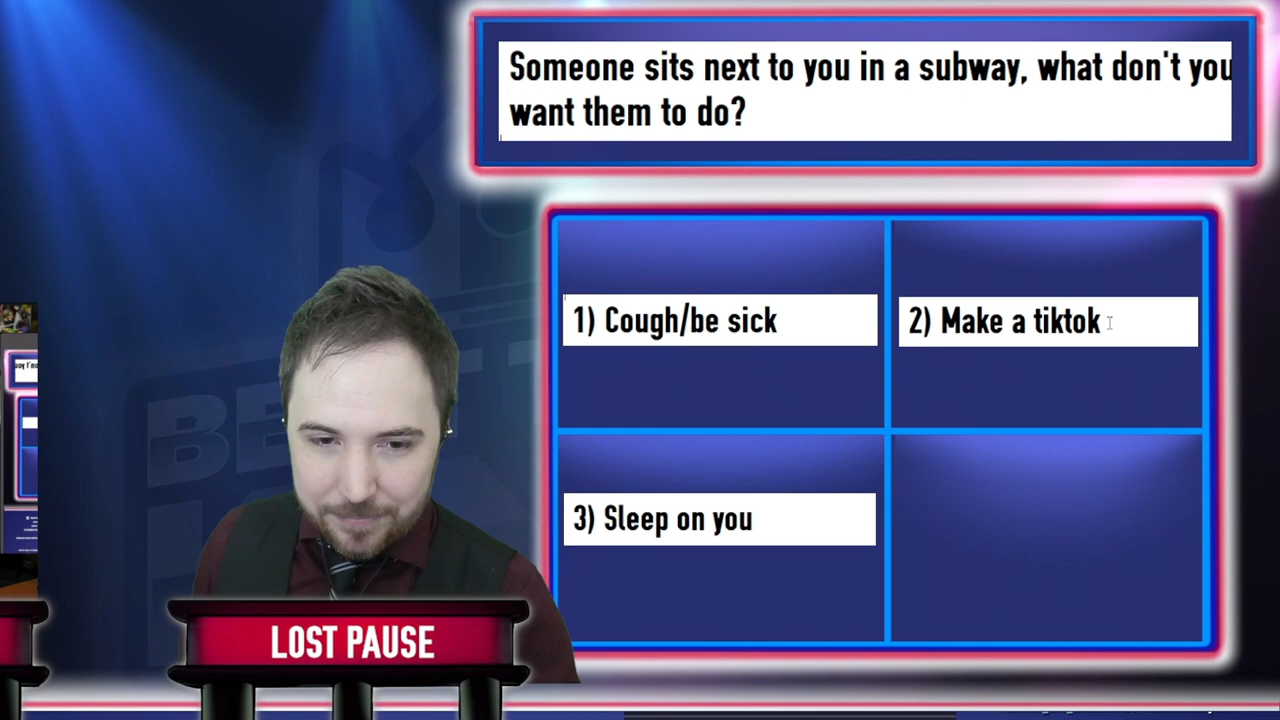 Someone sits next to you in a subway, what don't you
want them to do?
1) Cough/be sick
2) Make a tiktok
3) Sleep on you
LOST PAUSE